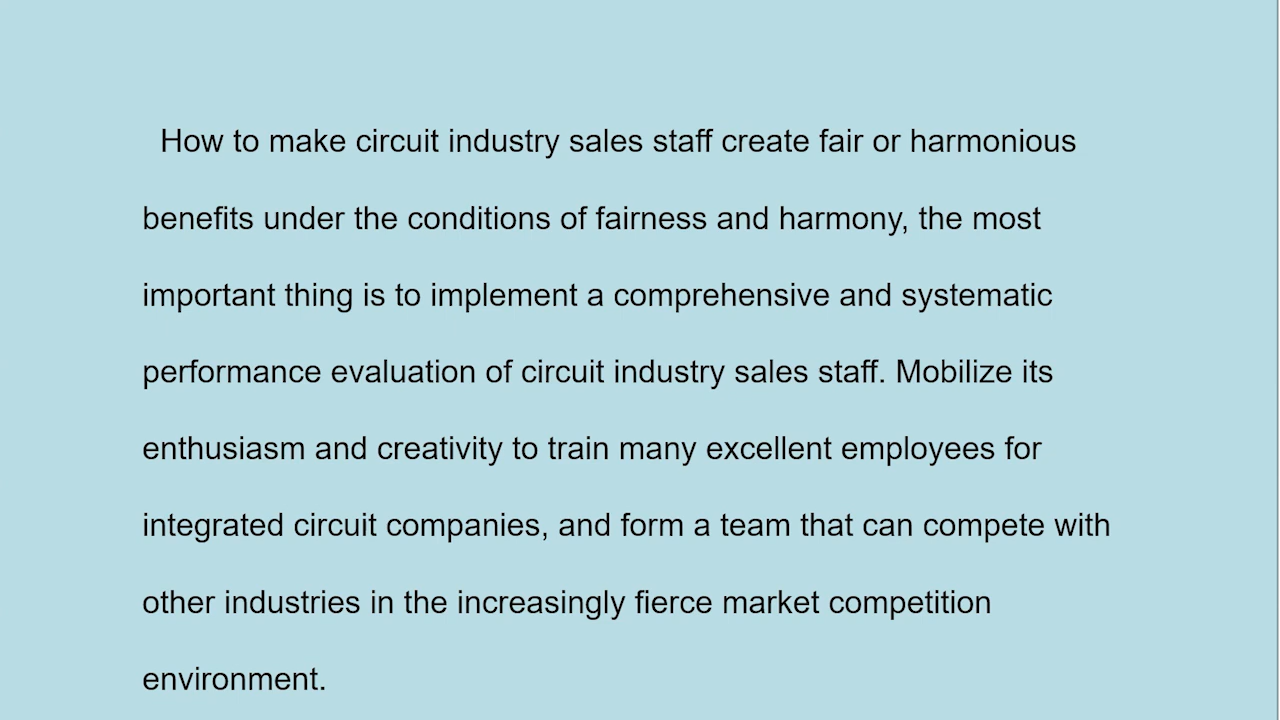 How to make circuit industry sales staff create fair or harmonious
benefits under the conditions of fairness and harmony, the most
important thing is to implement a comprehensive and systematic
performance evaluation of circuit industry sales staff. Mobilize its
enthusiasm and creativity to train many excellent employees for
integrated circuit companies, and form a team that can compete with
other industries in the increasingly fierce market competition
environment.